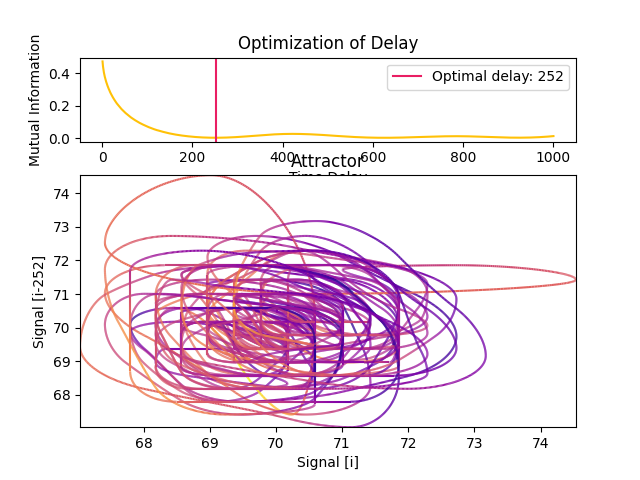 Optimization of Delay
Mutual Information
0.4
0.2
0.0
Optimal delay: 252
0 200 400 600 800 1000
Time Delay
Attractor
Signal [i-252]
74
73
72
71
70
69
68
68 69 70 71 72 73 74
Signal [i]